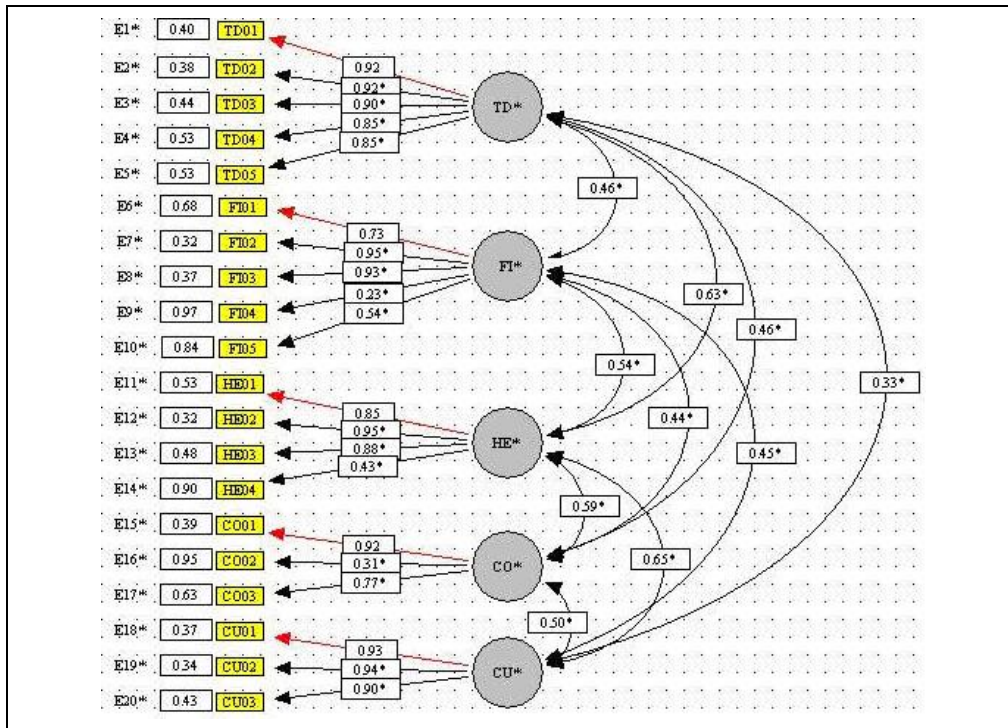 E1* 0.40 TD01
0.92
E2* 0.38 TD02
0.92*
E3* 0.44 TD03
0.90*
TD*
E4* 0.53 TD04
0.85*
E5* 0.53 TD05
0.85*
0.46*
E6* 0.68 FI01
0.73
E7* 0.32 FI02
0.95*
E8* 0.37 FI03
0.93*
FI*
E9* 0.97 FI04
0.23*
E10* 0.84 FI05
0.54*
0.63*
0.46*
0.54*
0.33*
E11* 0.53 HE01
0.85
E12* 0.32 HE02
0.95*
0.44*
E13* 0.48 HE03
0.88*
HE*
0.45*
E14* 0.90 HE04
0.43*
0.59*
E15* 0.39 CO01
0.92
E16* 0.95 CO02
0.31*
0.65*
E17* 0.63 CO03
0.77*
CO*
0.50*
E18* 0.37 CU01
0.93
E19* 0.34 CU02
0.94*
CU*
E20* 0.43 CU03
0.90*